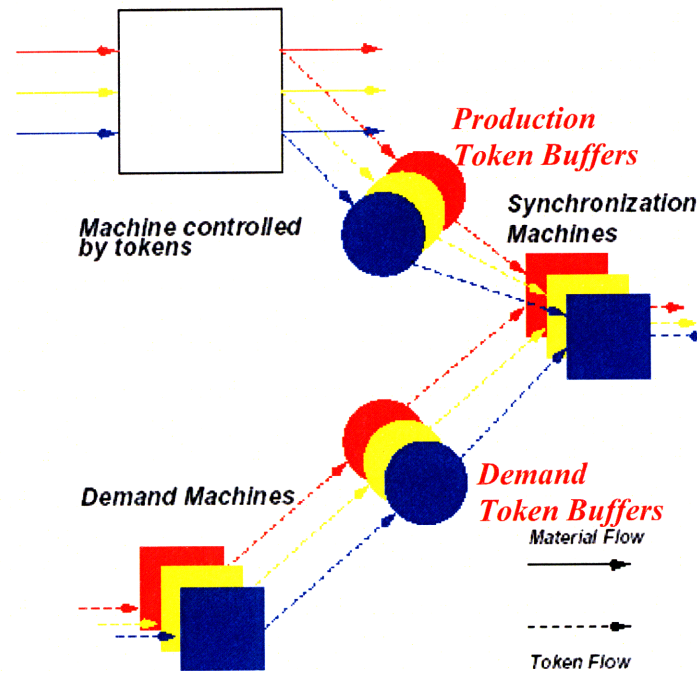 Production
Token Buffers
Machine controlled
by tokens
Synchronization
Machines
Demand Machines
Demand
Token Buffers
Material Flow
Token Flow